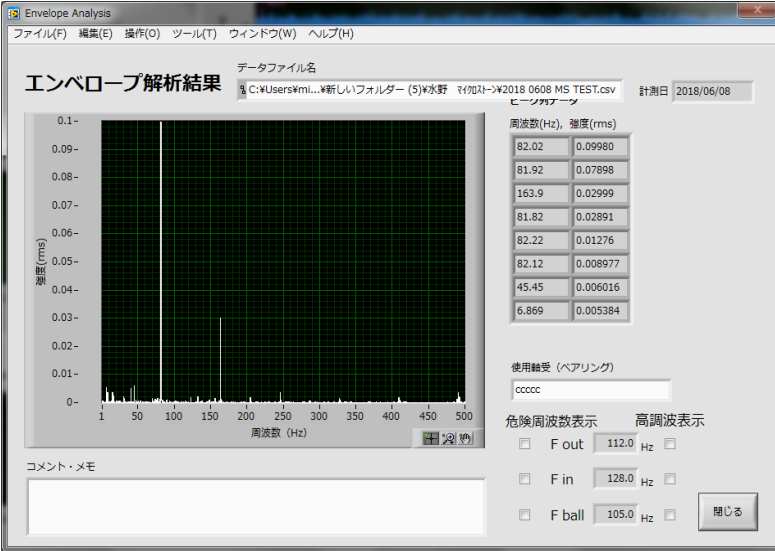 Envelope Analysis
ファイル(F) 編集(E) 操作(O) ツール(T) ウィンドウ(W) ヘルプ(H)
エンベロープ解析結果
データファイル名
C:¥Users¥mi...¥新しいフォルダー (5)¥水野 マイクロストーン¥2018 0608 MS TEST.csv
計測日 2018/06/08
ピーク列データ
周波数(Hz), 強度(rms)
82.02 0.09980
81.92 0.07898
163.9 0.02999
81.82 0.02891
82.22 0.01276
82.12 0.008977
45.45 0.006016
6.869 0.005384
強度(rms)
0.1-
0.09-
0.08-
0.07-
0.06-
0.05-
0.04-
0.03-
0.02-
0.01-
0-
1 50 100 150 200 250 300 350 400 450 500
周波数 (Hz)
使用軸受 (ベアリング)
ccccc
危険周波数表示 高調波表示
F out 112.0 Hz
F in 128.0 Hz
F ball 105.0 Hz
コメント・メモ
閉じる